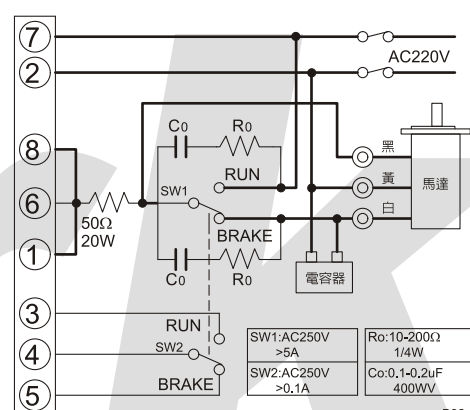 7
2
AC220V
C0
R0
黑
8
RUN
6
SW1
黃
馬達
50Ω
20W
白
1
BRAKE
C0
R0
電容器
3
RUN
4
SW2
5
BRAKE
SW1:AC250V
>5A
Ro:10-200Ω
1/4W
SW2:AC250V
>0.1A
Co:0.1-0.2uF
400WV